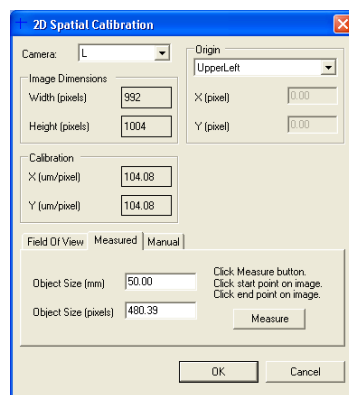 2D Spatial Calibration
Camera: L
Origin
UpperLeft
X (pixel) 0.00
Y (pixel) 0.00
Image Dimensions
Width (pixels) 992
Height (pixels) 1004
Calibration
X (um/pixel) 104.08
Y (um/pixel) 104.08
Field Of View Measured Manual
Object Size (mm) 50.00
Object Size (pixels) 480.39
Click Measure button.
Click start point on image.
Click end point on image.
Measure
OK Cancel